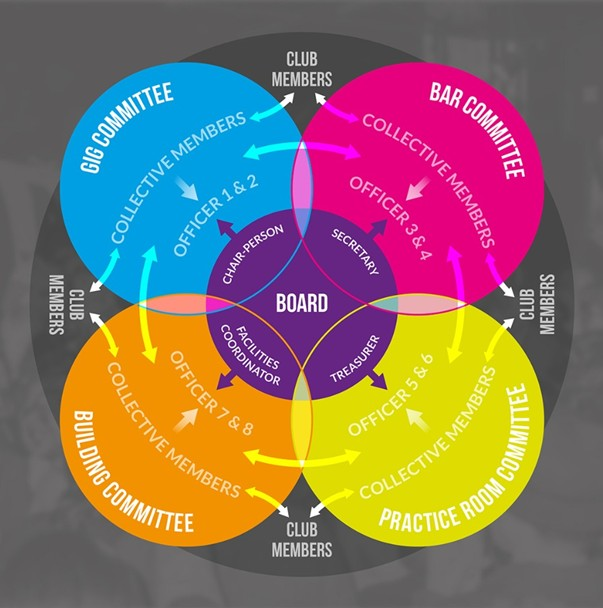 CLUB
MEMBERS
GIG COMMITTEE
BAR COMMITTEE
COLLECTIVE MEMBERS
COLLECTIVE MEMBERS
OFFICER 1 & 2
OFFICER 3 & 4
CHAIR-PERSON
SECRETARY
CLUB
MEMBERS
BOARD
CLUB
MEMBERS
FACILITIES
COORDINATOR
TREASURER
OFFICER 7 & 8
OFFICER 5 & 6
COLLECTIVE MEMBERS
COLLECTIVE MEMBERS
BUILDING COMMITTEE
PRACTICE ROOM COMMITTEE
CLUB
MEMBERS